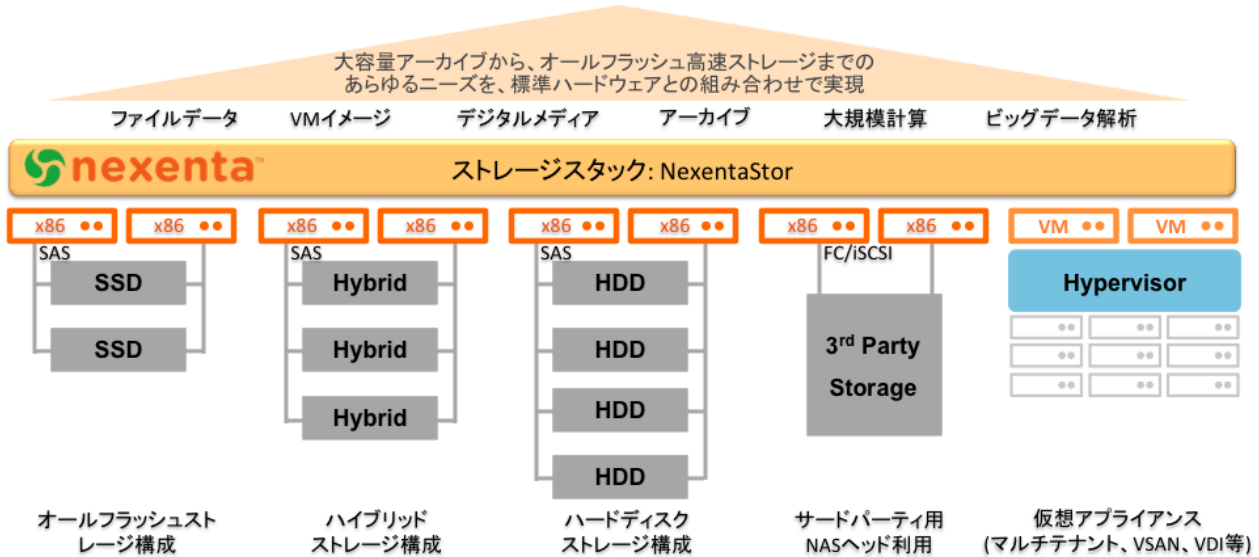 大容量アーカイブから、オールフラッシュ高速ストレージまでの
あらゆるニーズを、標準ハードウェアとの組み合わせで実現
ファイルデータ VMイメージ デジタルメディア アーカイブ 大規模計算 ビッグデータ解析
nexenta™ ストレージスタック: NexentaStor
x86 x86 x86 x86 x86 x86 x86 x86 VM VM
SAS SAS SAS FC/iSCSI
SSD Hybrid HDD Hypervisor
SSD Hybrid HDD 3rd Party
Storage
Hybrid HDD
HDD
オールフラッシュスト
レージ構成
ハイブリッド
ストレージ構成
ハードディスク
ストレージ構成
サードパーティ用
NASヘッド利用
仮想アプライアンス
(マルチテナント、VSAN、VDI等)